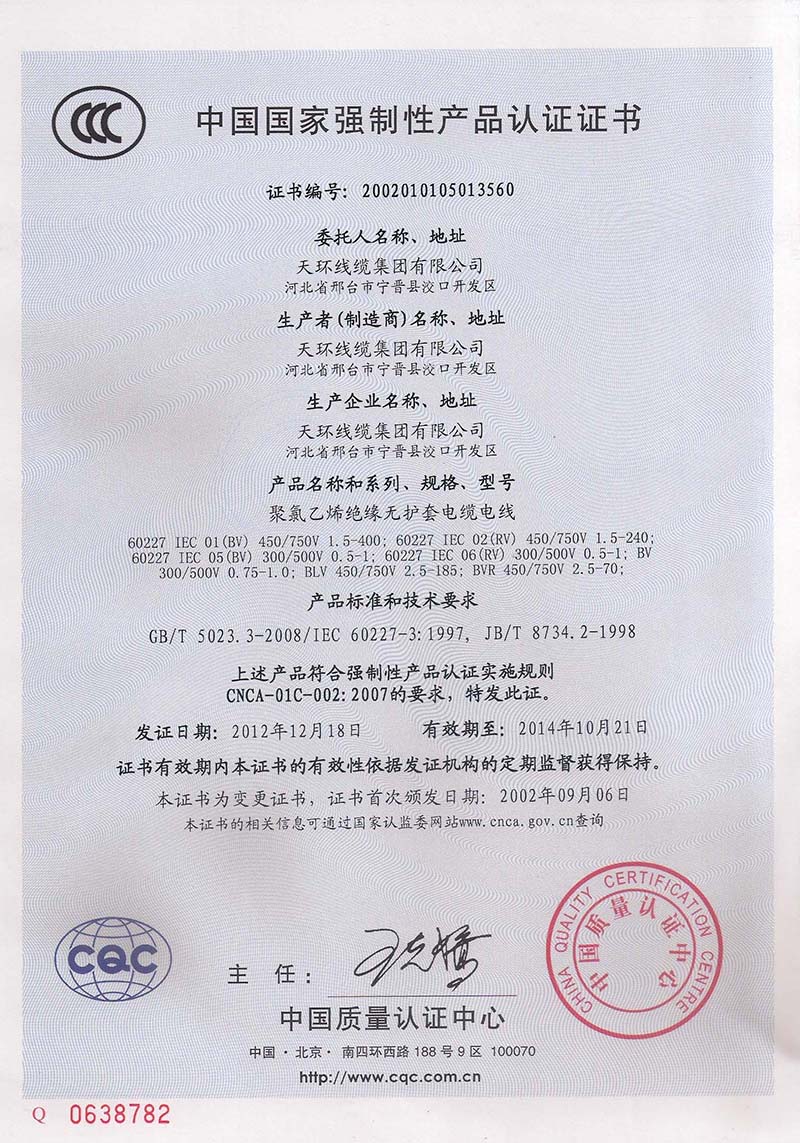 中国国家强制性产品认证证书
证书编号：2002010105013560
委托人名称、地址
天环线缆集团有限公司
河北省邢台市宁晋县洨口开发区
生产者(制造商)名称、地址
天环线缆集团有限公司
河北省邢台市宁晋县洨口开发区
生产企业名称、地址
天环线缆集团有限公司
河北省邢台市宁晋县洨口开发区
产品名称和系列、规格、型号
聚氯乙烯绝缘无护套电缆电线
60227 IEC 01(BV) 450/750V 1.5-400; 60227 IEC 02(RV) 450/750V 1.5-240;
60227 IEC 05(BV) 300/500V 0.5-1; 60227 IEC 06(RV) 300/500V 0.5-1; BV
300/500V 0.75-1.0; BLV 450/750V 2.5-185; BVR 450/750V 2.5-70;
产品标准和技术要求
GB/T 5023.3-2008/IEC 60227-3:1997, JB/T 8734.2-1998
上述产品符合强制性产品认证实施规则
CNCA-01C-002:2007的要求，特发此证。
发证日期：2012年12月18日 有效期至：2014年10月21日
证书有效期内本证书的有效性依据发证机构的定期监督获得保持。
本证书为变更证书，证书首次颁发日期：2002年09月06日
本证书的相关信息可通过国家认监委网站www.cnca.gov.cn查询
CHINA QUALITY CERTIFICATION CENTRE
中国质量认证中心
CQC
主 任：
中国质量认证中心
中国·北京·南四环西路188号9区 100070
http://www.cqc.com.cn
Q 0638782